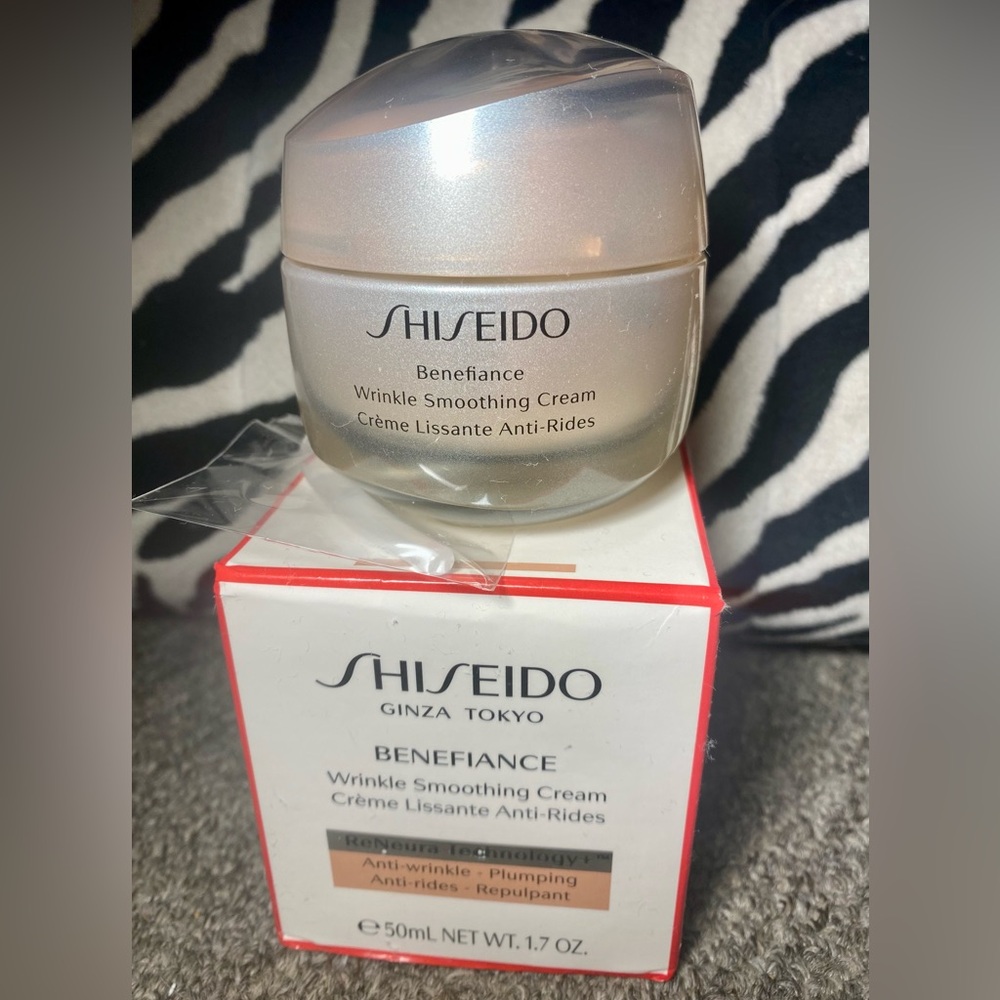 SHISEIDO
Benefiance
Wrinkle Smoothing Cream
Crème Lissante Anti-Rides
SHISEIDO
GINZA TOKYO
BENEFIANCE
Wrinkle Smoothing Cream
Crème Lissante Anti-Rides
ReNeura Technology+™
Anti-wrinkle - Plumping
Anti-rides - Repulpant
℮ 50mL NET WT. 1.7 OZ.